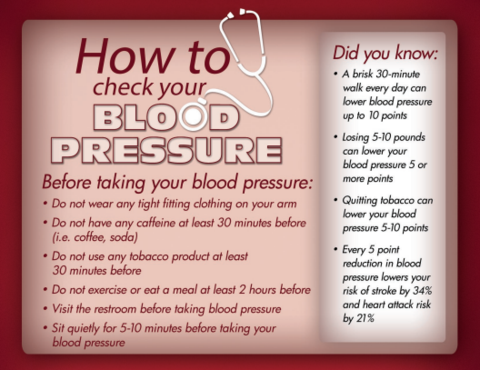 How to
check your
BLOOD
PRESSURE
Before taking your blood pressure:
• Do not wear any tight fitting clothing on your arm
• Do not have any caffeine at least 30 minutes before
(i.e. coffee, soda)
• Do not use any tobacco product at least
30 minutes before
• Do not exercise or eat a meal at least 2 hours before
• Visit the restroom before taking blood pressure
• Sit quietly for 5-10 minutes before taking your
blood pressure
Did you know:
• A brisk 30-minute
walk every day can
lower blood pressure
up to 10 points
• Losing 5-10 pounds
can lower your
blood pressure 5 or
more points
• Quitting tobacco can
lower your blood
pressure 5-10 points
• Every 5 point
reduction in blood
pressure lowers your
risk of stroke by 34%
and heart attack risk
by 21%